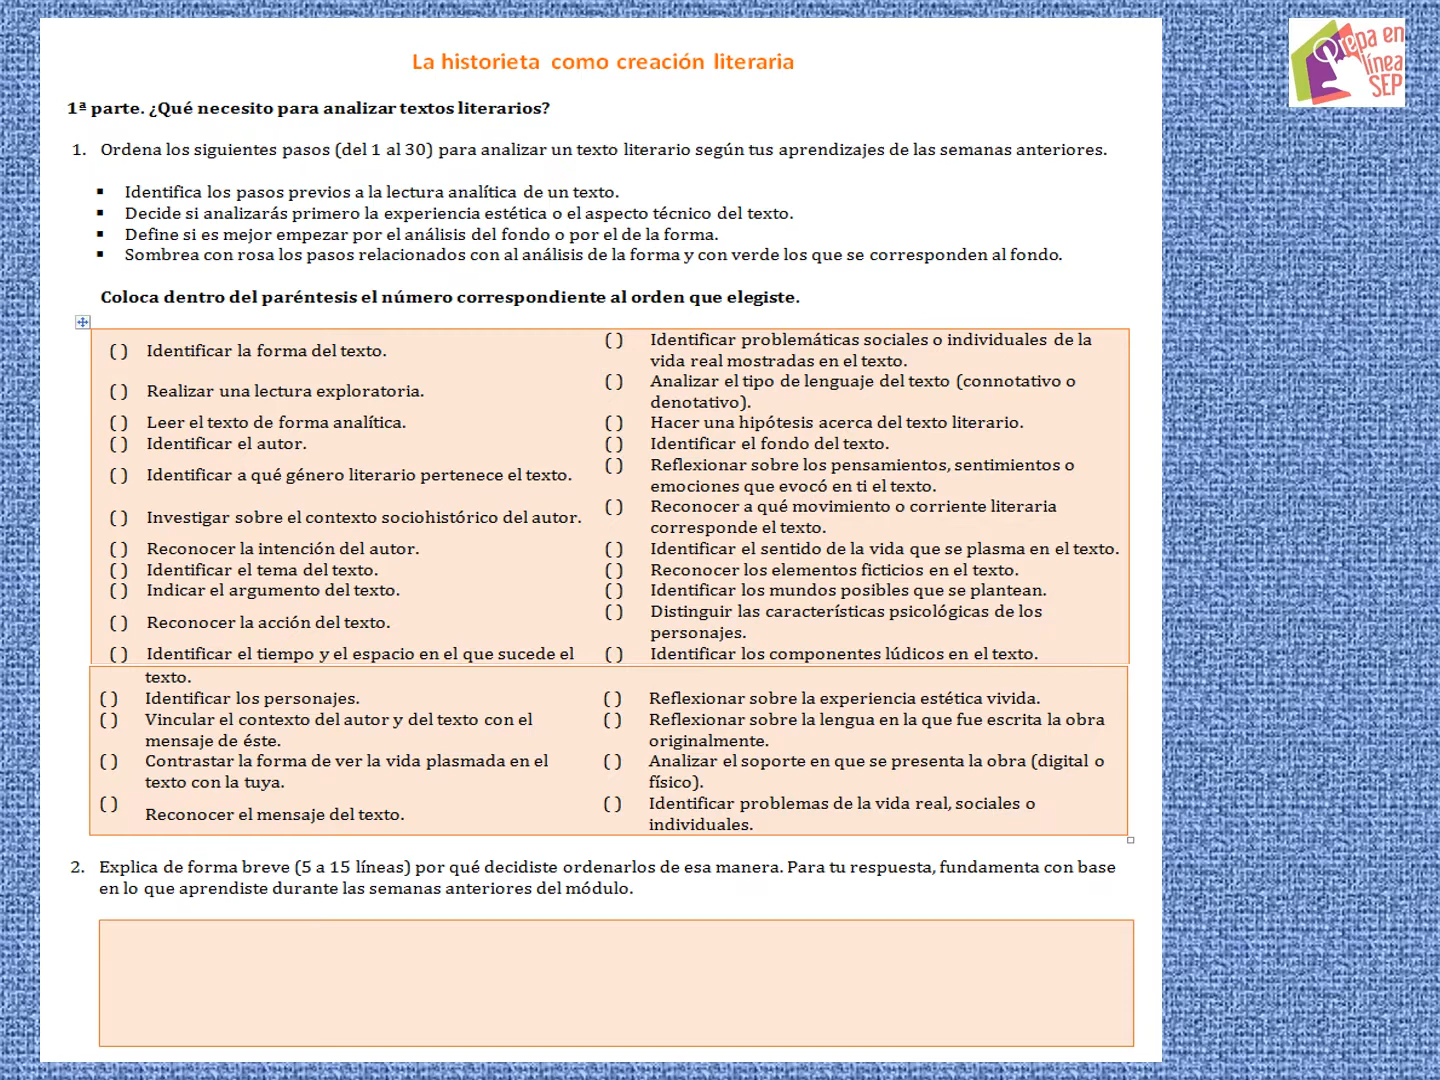 La historieta como creación literaria
Prepa en
línea
SEP
1ª parte. ¿Qué necesito para analizar textos literarios?
1. Ordena los siguientes pasos (del 1 al 30) para analizar un texto literario según tus aprendizajes de las semanas anteriores.
▪ Identifica los pasos previos a la lectura analítica de un texto.
▪ Decide si analizarás primero la experiencia estética o el aspecto técnico del texto.
▪ Define si es mejor empezar por el análisis del fondo o por el de la forma.
▪ Sombrea con rosa los pasos relacionados con al análisis de la forma y con verde los que se corresponden al fondo.
Coloca dentro del paréntesis el número correspondiente al orden que elegiste.
( ) Identificar la forma del texto.
( ) Realizar una lectura exploratoria.
( ) Leer el texto de forma analítica.
( ) Identificar el autor.
( ) Identificar a qué género literario pertenece el texto.
( ) Investigar sobre el contexto sociohistórico del autor.
( ) Reconocer la intención del autor.
( ) Identificar el tema del texto.
( ) Indicar el argumento del texto.
( ) Reconocer la acción del texto.
( ) Identificar el tiempo y el espacio en el que sucede el
texto.
( ) Identificar los personajes.
( ) Vincular el contexto del autor y del texto con el
mensaje de éste.
( ) Contrastar la forma de ver la vida plasmada en el
texto con la tuya.
( ) Reconocer el mensaje del texto.
( ) Identificar problemáticas sociales o individuales de la
vida real mostradas en el texto.
( ) Analizar el tipo de lenguaje del texto (connotativo o
denotativo).
( ) Hacer una hipótesis acerca del texto literario.
( ) Identificar el fondo del texto.
( ) Reflexionar sobre los pensamientos, sentimientos o
emociones que evocó en ti el texto.
( ) Reconocer a qué movimiento o corriente literaria
corresponde el texto.
( ) Identificar el sentido de la vida que se plasma en el texto.
( ) Reconocer los elementos ficticios en el texto.
( ) Identificar los mundos posibles que se plantean.
( ) Distinguir las características psicológicas de los
personajes.
( ) Identificar los componentes lúdicos en el texto.
( ) Reflexionar sobre la experiencia estética vivida.
( ) Reflexionar sobre la lengua en la que fue escrita la obra
originalmente.
( ) Analizar el soporte en que se presenta la obra (digital o
físico).
( ) Identificar problemas de la vida real, sociales o
individuales.
2. Explica de forma breve (5 a 15 líneas) por qué decidiste ordenarlos de esa manera. Para tu respuesta, fundamenta con base
en lo que aprendiste durante las semanas anteriores del módulo.